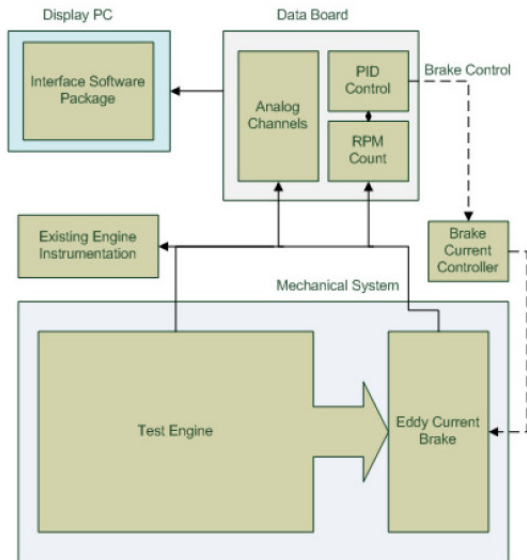 Display PC
Data Board
Interface Software
Package
Analog
Channels
PID
Control
Brake Control
RPM
Count
Existing Engine
Instrumentation
Brake
Current
Controller
Mechanical System
Test Engine
Eddy Current
Brake